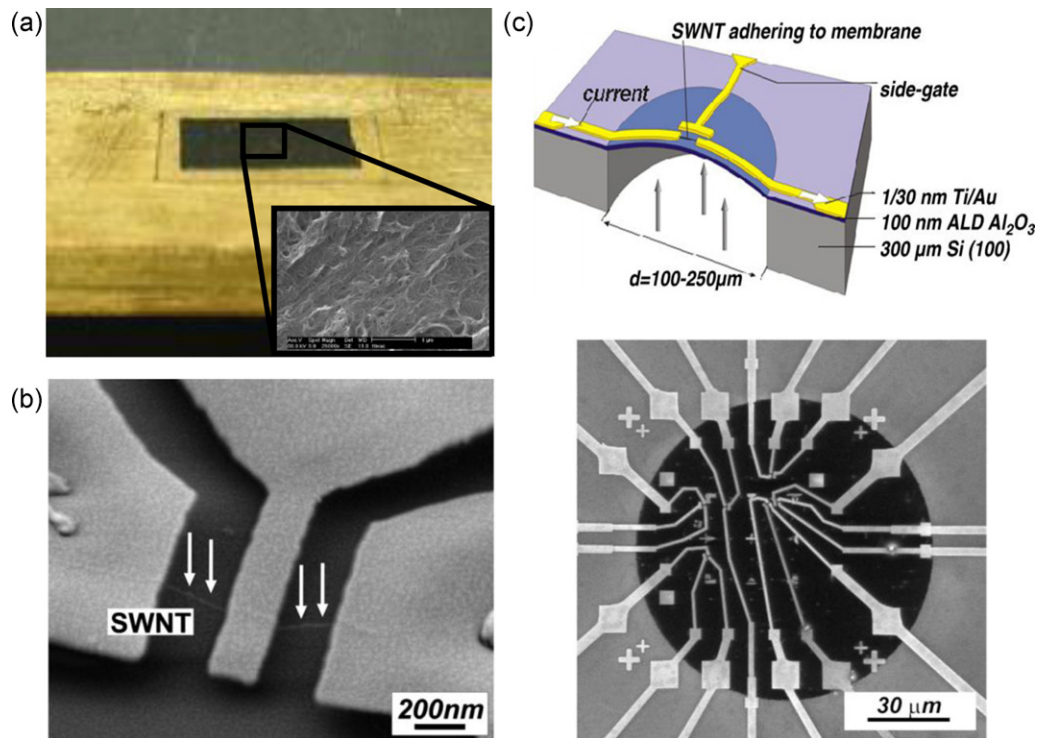 (a)
(b)
SWNT
200nm
(c)
SWNT adhering to membrane
side-gate
current
1/30 nm Ti/Au
100 nm ALD Al₂O₃
300 μm Si (100)
d=100-250μm
30 μm